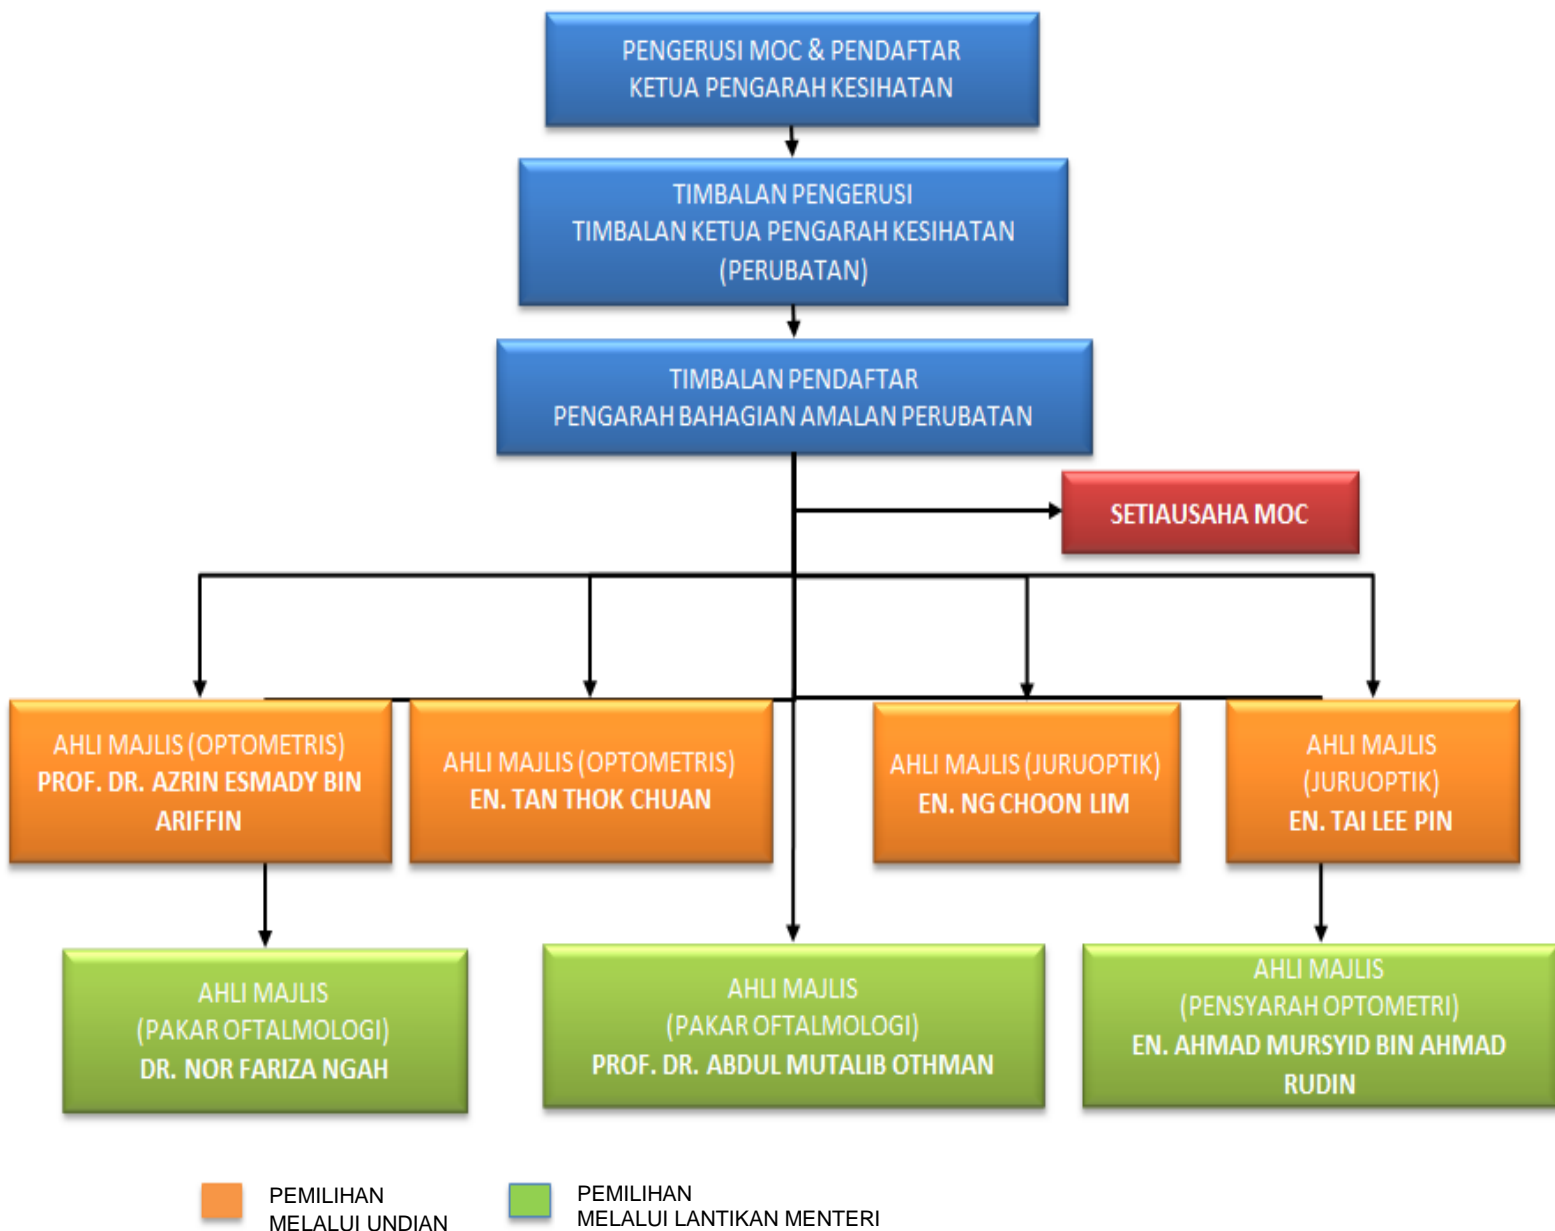 PENGERUSI MOC & PENDAFTAR
KETUA PENGARAH KESIHATAN
TIMBALAN PENGERUSI
TIMBALAN KETUA PENGARAH KESIHATAN
(PERUBATAN)
TIMBALAN PENDAFTAR
PENGARAH BAHAGIAN AMALAN PERUBATAN
SETIAUSAHA MOC
AHLI MAJLIS (OPTOMETRIS)
PROF. DR. AZRIN ESMADY BIN
ARIFFIN
AHLI MAJLIS (OPTOMETRIS)
EN. TAN THOK CHUAN
AHLI MAJLIS (JURUOPTIK)
EN. NG CHOON LIM
AHLI MAJLIS
(JURUOPTIK)
EN. TAI LEE PIN
AHLI MAJLIS
(PAKAR OFTALMOLOGI)
DR. NOR FARIZA NGAH
AHLI MAJLIS
(PAKAR OFTALMOLOGI)
PROF. DR. ABDUL MUTALIB OTHMAN
AHLI MAJLIS
(PENSYARAH OPTOMETRI)
EN. AHMAD MURSYID BIN AHMAD
RUDIN
PEMILIHAN
MELALUI UNDIAN
PEMILIHAN
MELALUI LANTIKAN MENTERI